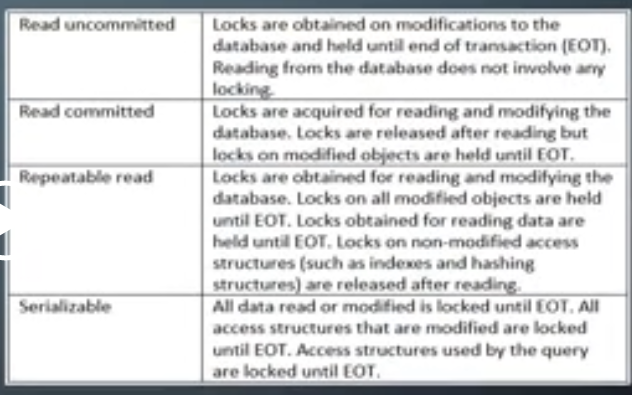 Read uncommitted
Locks are obtained on modifications to the
database and held until end of transaction (EOT).
Reading from the database does not involve any
locking.
Read committed
Locks are acquired for reading and modifying the
database. Locks are released after reading but
locks on modified objects are held until EOT.
Repeatable read
Locks are obtained for reading and modifying the
database. Locks on all modified objects are held
until EOT. Locks obtained for reading data are
held until EOT. Locks on non-modified access
structures (such as indexes and hashing
structures) are released after reading.
Serializable
All data read or modified is locked until EOT. All
access structures that are modified are locked
until EOT. Access structures used by the query
are locked until EOT.